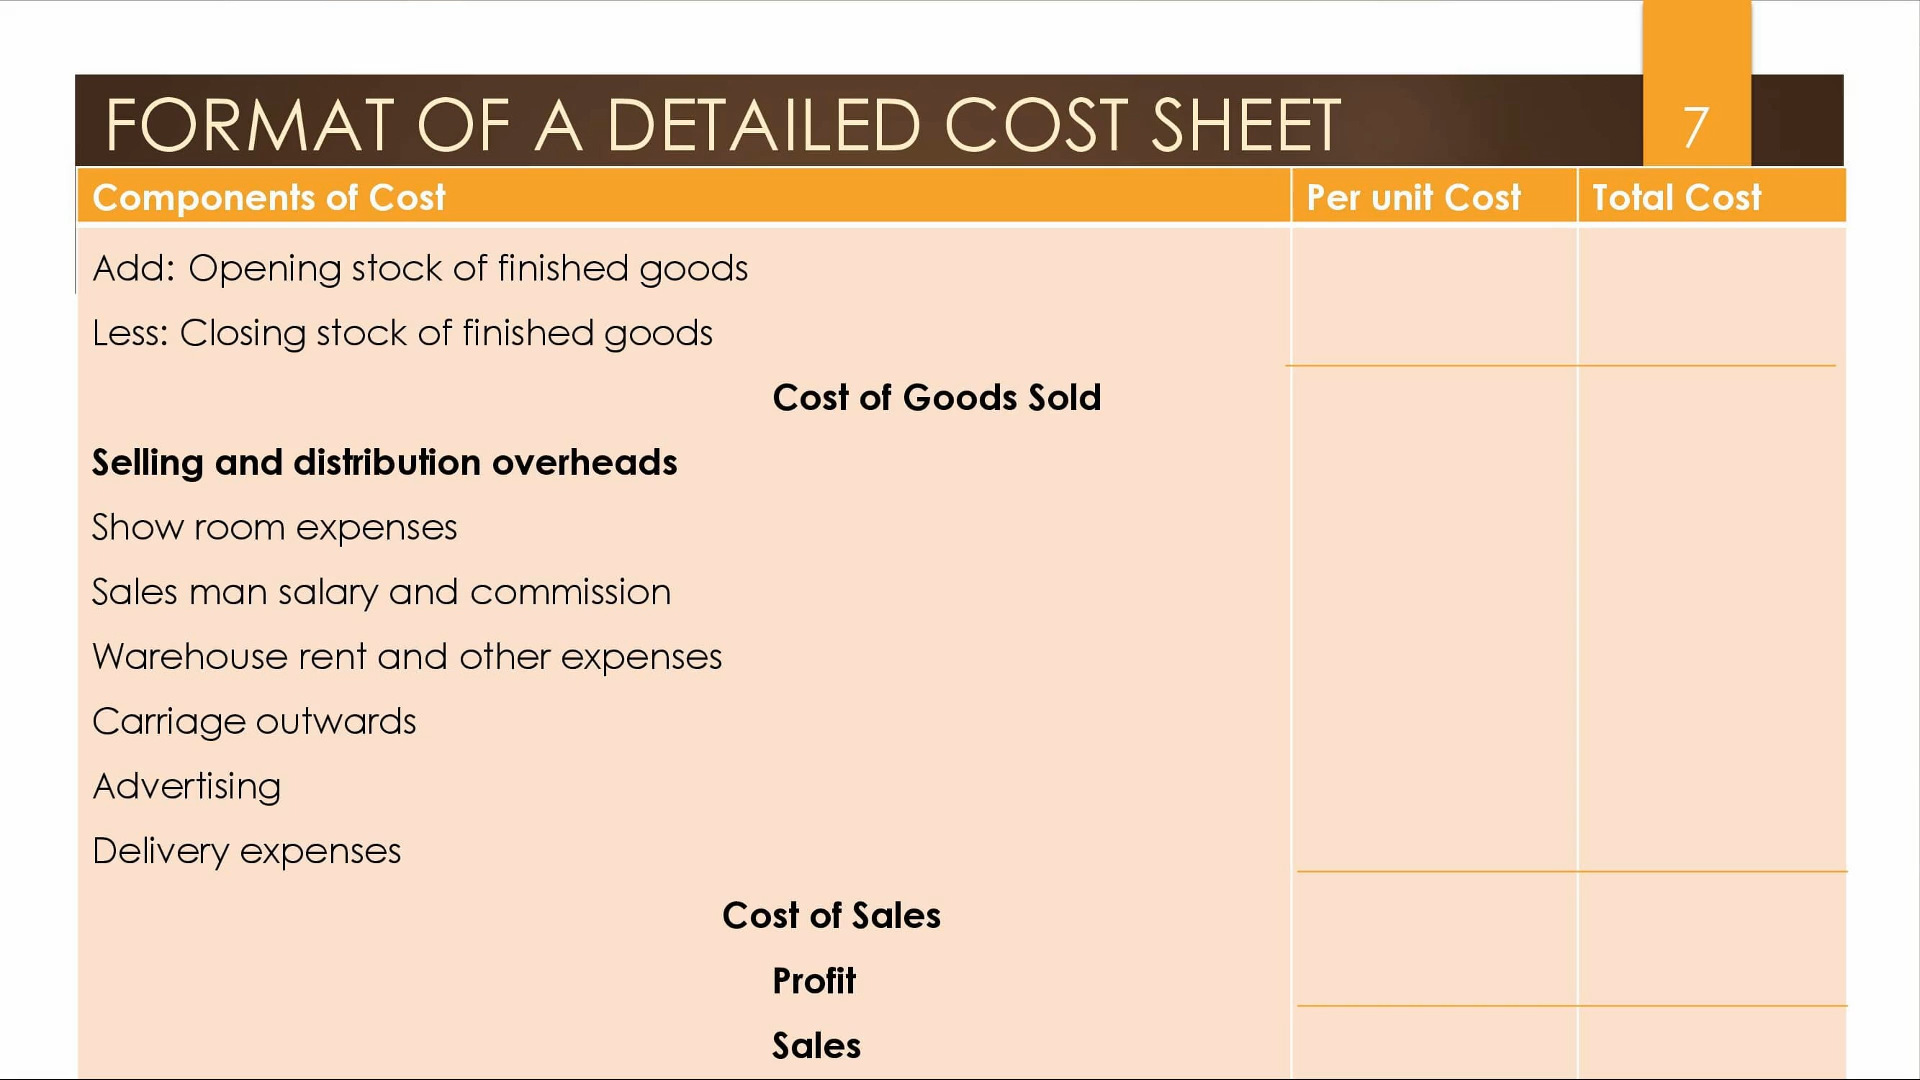 FORMAT OF A DETAILED COST SHEET
7
Components of Cost Per unit Cost Total Cost
Add: Opening stock of finished goods
Less: Closing stock of finished goods
Cost of Goods Sold
Selling and distribution overheads
Show room expenses
Sales man salary and commission
Warehouse rent and other expenses
Carriage outwards
Advertising
Delivery expenses
Cost of Sales
Profit
Sales